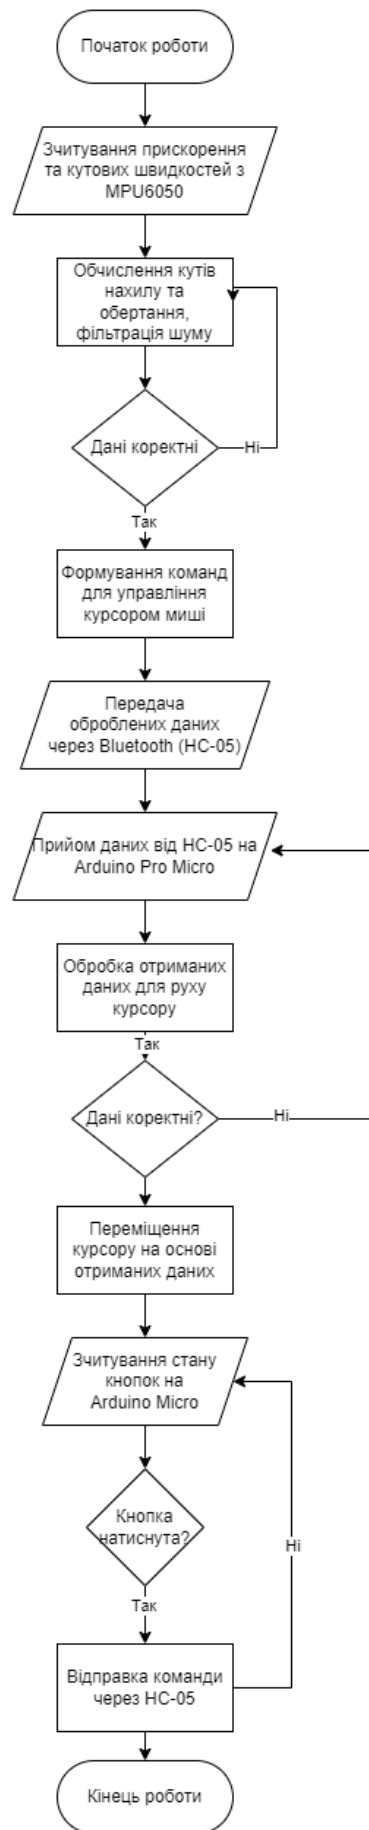 Початок роботи
Зчитування прискорення
та кутових швидкостей з
MPU6050
Обчислення кутів
нахилу та
обертання,
фільтрація шуму
Дані коректні
Ні
Так
Формування команд
для управління
курсором миші
Передача
оброблених даних
через Bluetooth (HC-05)
Прийом даних від HC-05 на
Arduino Pro Micro
Обробка отриманих
даних для руху
курсору
Так
Дані коректні?
Ні
Переміщення
курсору на основі
отриманих даних
Зчитування стану
кнопок на
Arduino Micro
Кнопка
натиснута?
Ні
Так
Відправка команди
через HC-05
Кінець роботи